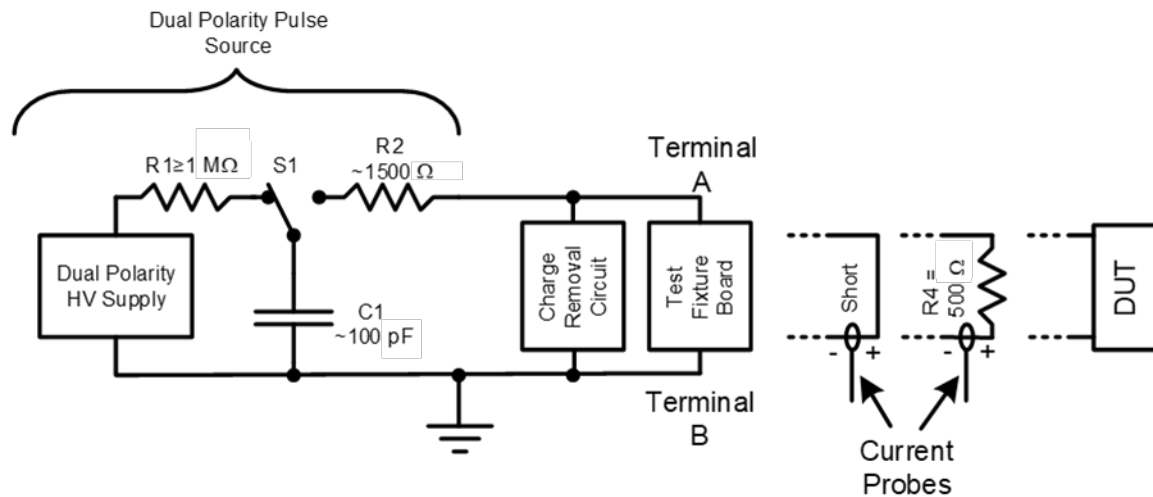 Dual Polarity Pulse
Source
R1≥1 MΩ
S1
R2
~1500 Ω
Terminal
A
Dual Polarity
HV Supply
C1
~100 pF
Charge
Removal
Circuit
Test
Fixture
Board
Terminal
B
Short
- +
R4 =
500 Ω
- +
DUT
Current
Probes